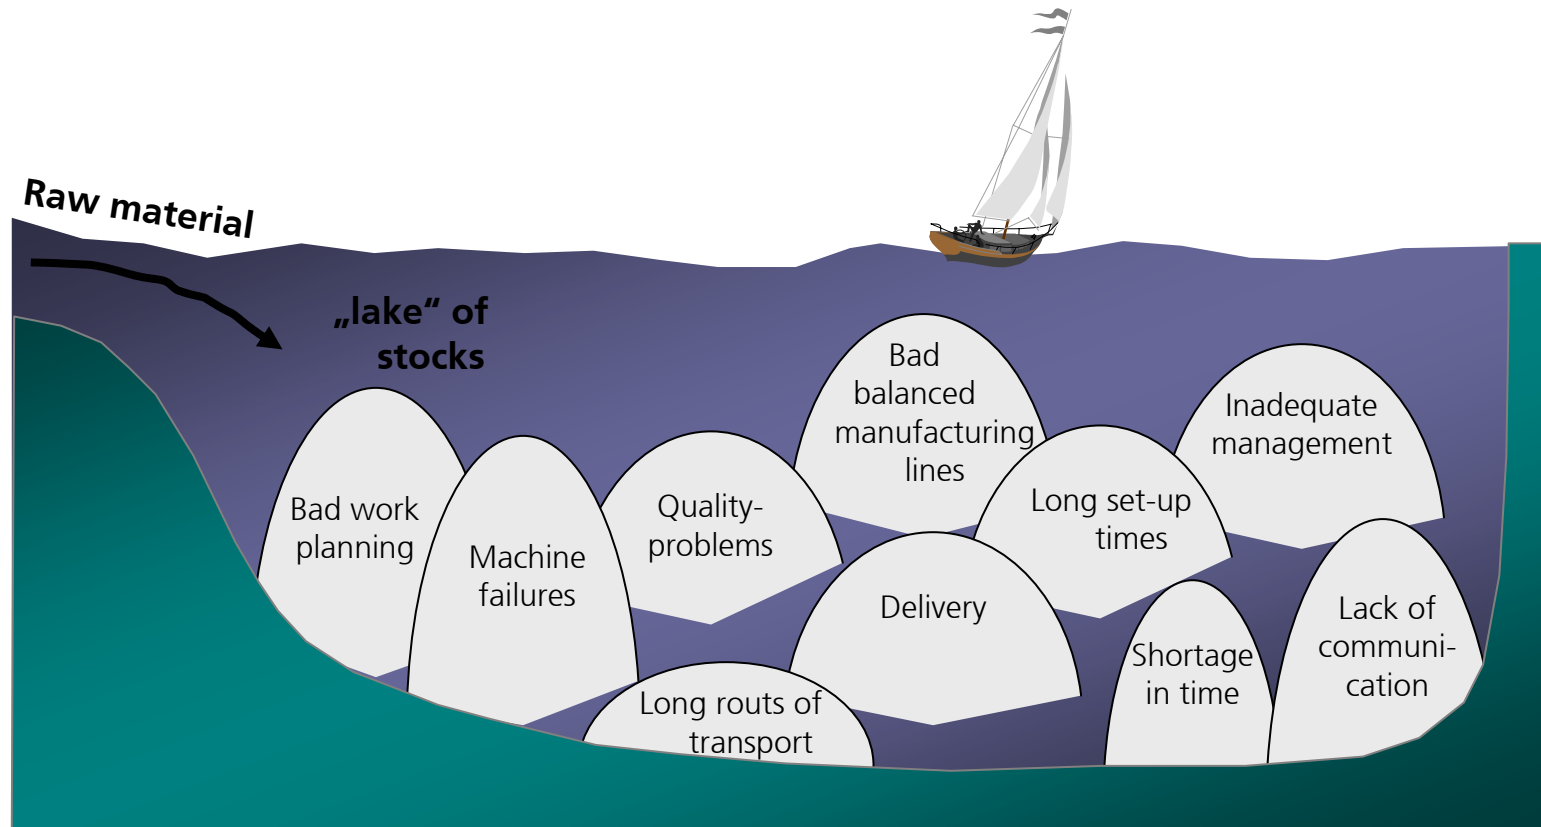 Raw material
„lake“ of
stocks
Bad work
planning
Machine
failures
Quality-
problems
Bad
balanced
manufacturing
lines
Long set-up
times
Inadequate
management
Delivery
Long routs of
transport
Shortage
in time
Lack of
communi-
cation